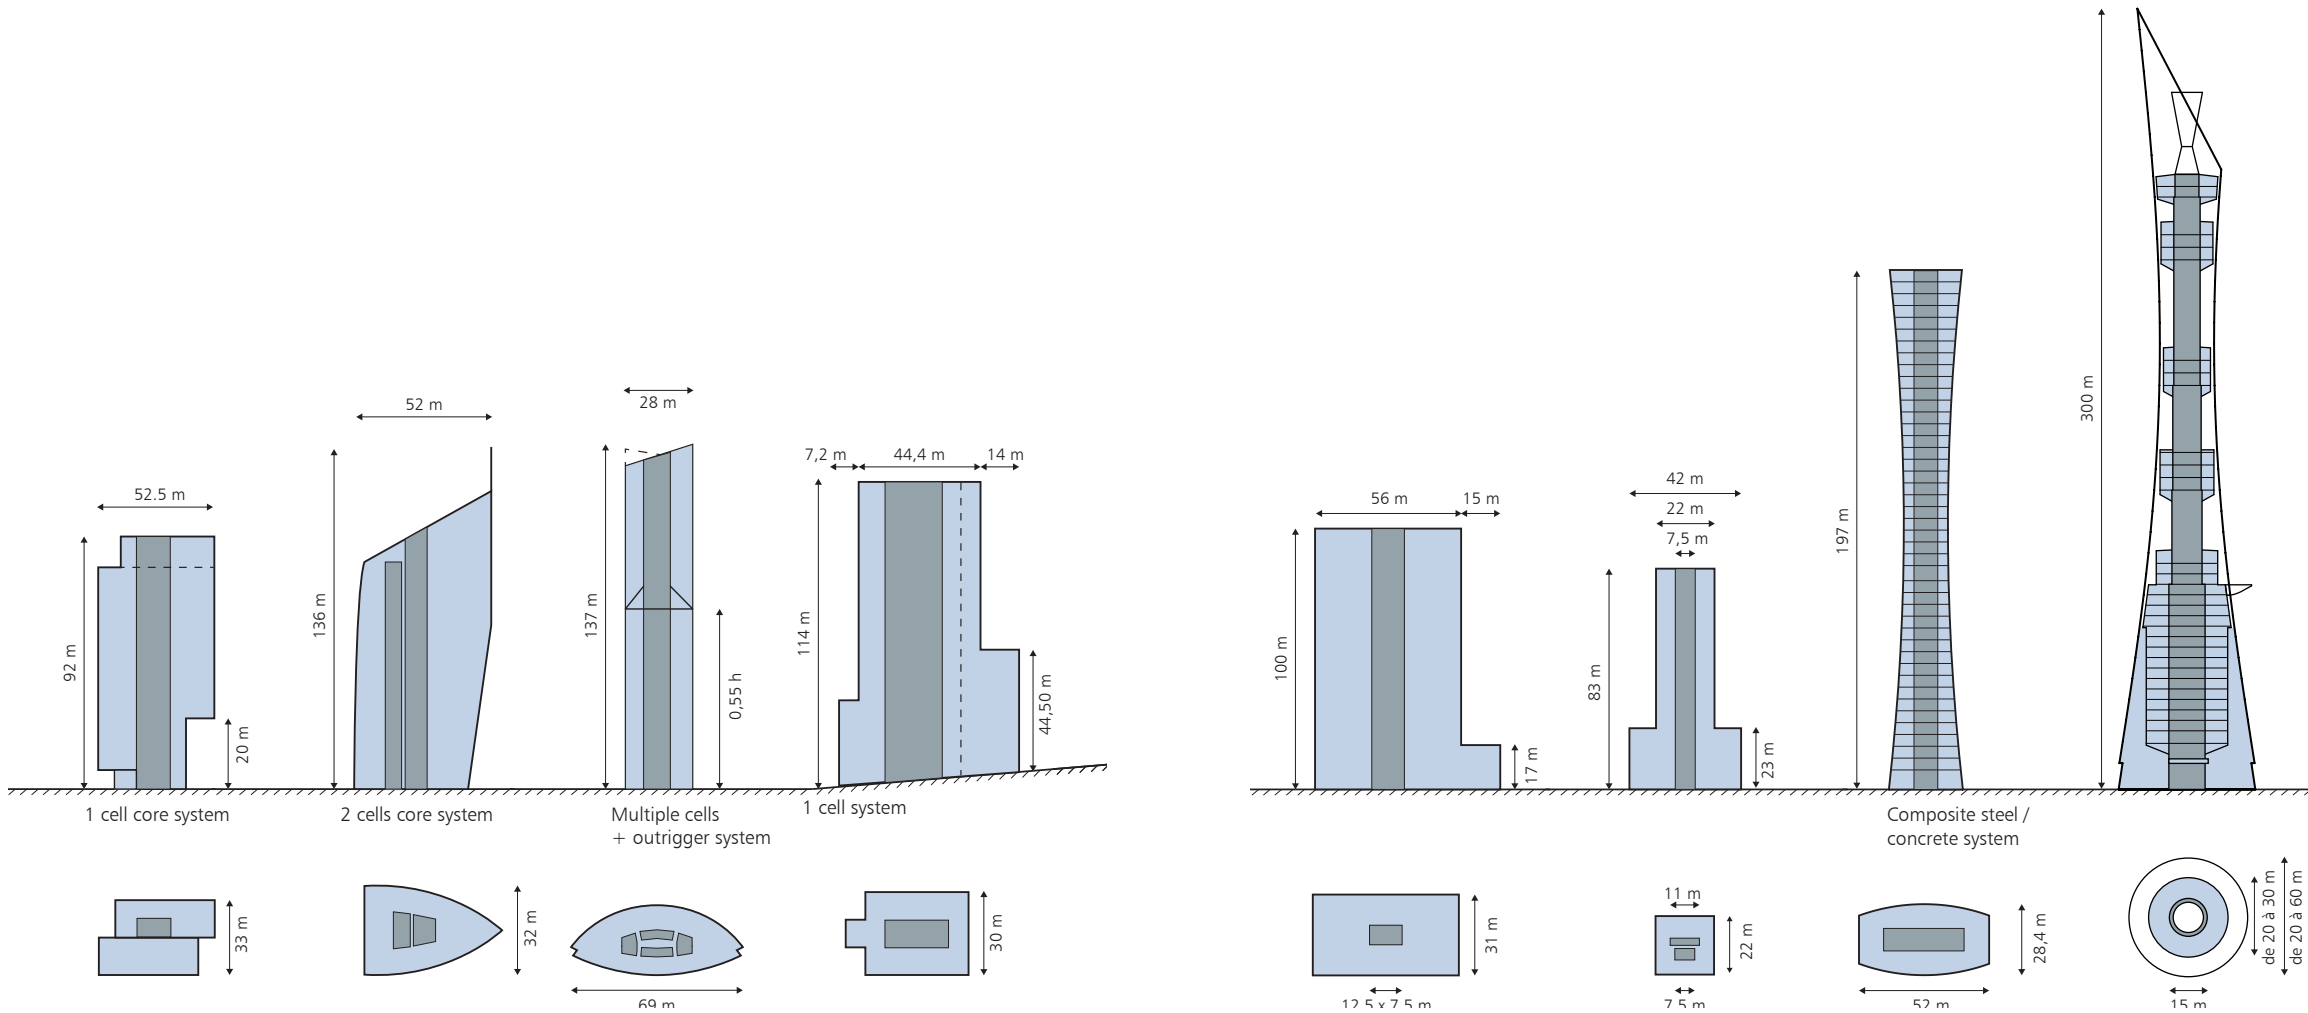 52.5 m
92 m
20 m
1 cell core system
33 m
52 m
136 m
2 cells core system
32 m
28 m
137 m
0,55 h
Multiple cells
+ outrigger system
69 m
7,2 m
44,4 m
14 m
114 m
44,50 m
1 cell system
30 m
56 m
15 m
100 m
17 m
31 m
12,5 x 7,5 m
42 m
22 m
7,5 m
83 m
23 m
11 m
22 m
7,5 m
197 m
Composite steel /
concrete system
28,4 m
52 m
300 m
de 20 à 30 m
de 20 à 60 m
15 m